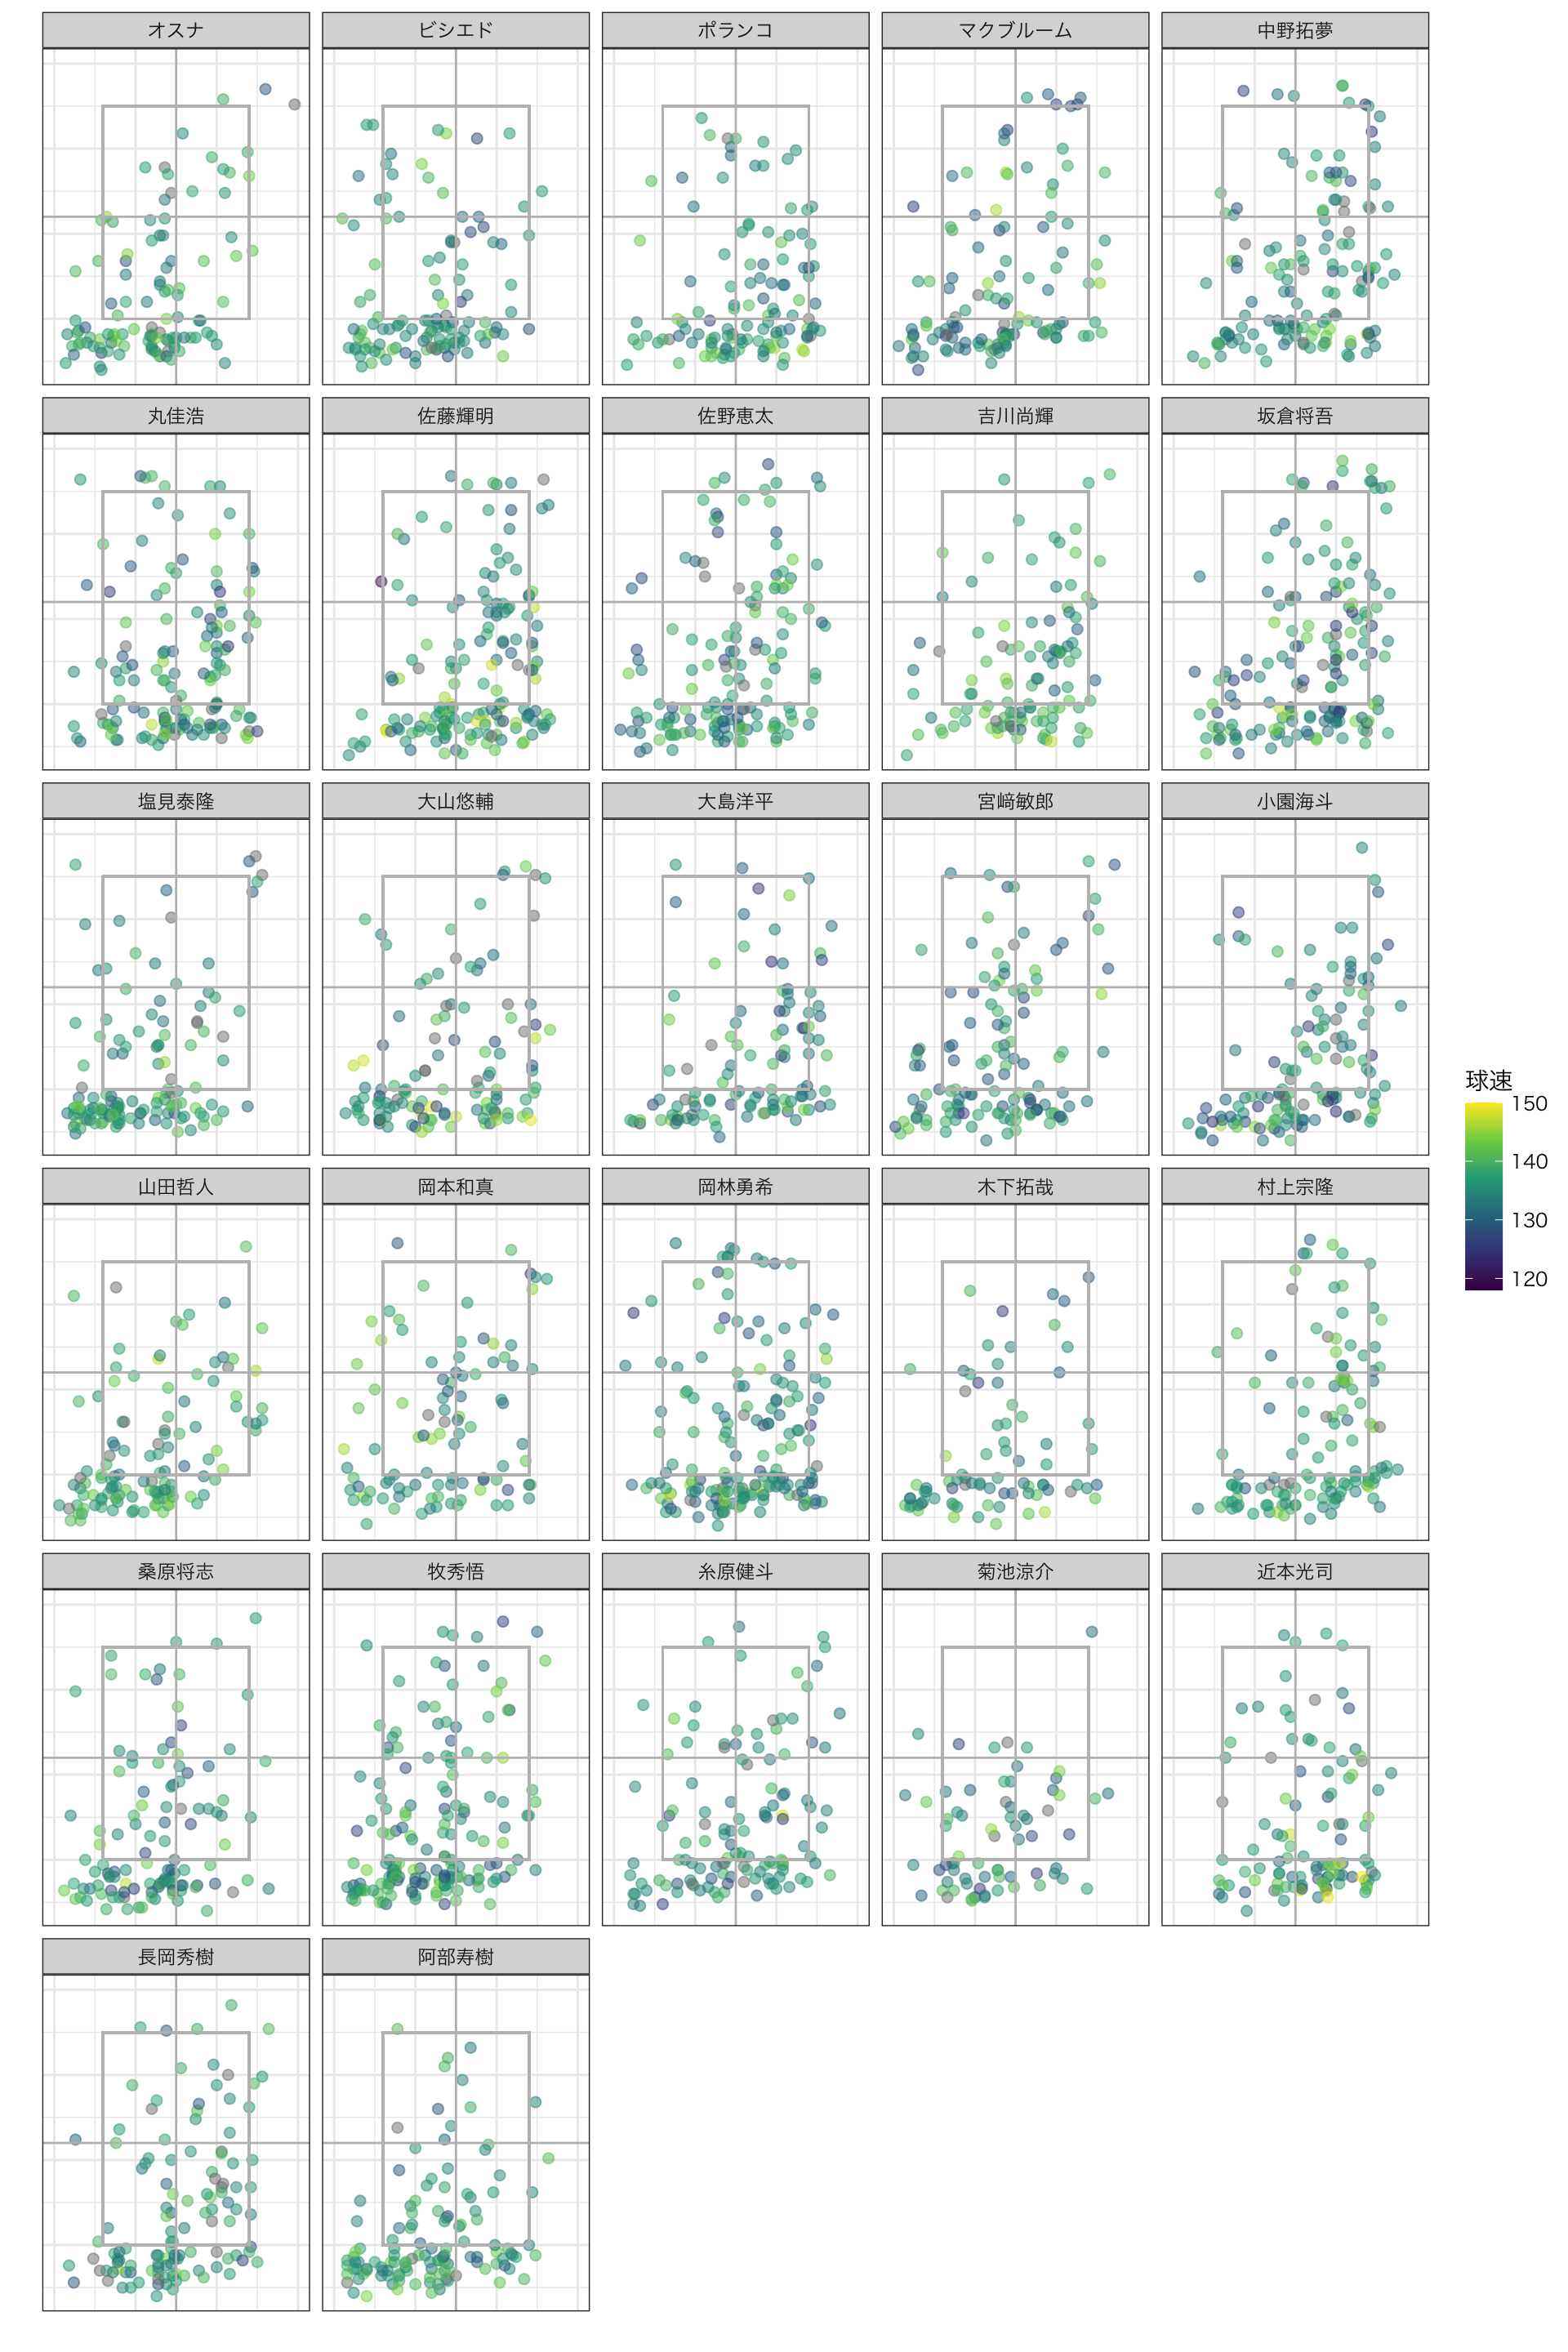 オスナ
ビシエド
ポランコ
マクブルーム
中野拓夢
丸佳浩
佐藤輝明
佐野恵太
吉川尚輝
坂倉将吾
塩見泰隆
大山悠輔
大島洋平
宮﨑敏郎
小園海斗
山田哲人
岡本和真
岡林勇希
木下拓哉
村上宗隆
桑原将志
牧秀悟
糸原健斗
菊池涼介
近本光司
長岡秀樹
阿部寿樹
球速
150
140
130
120